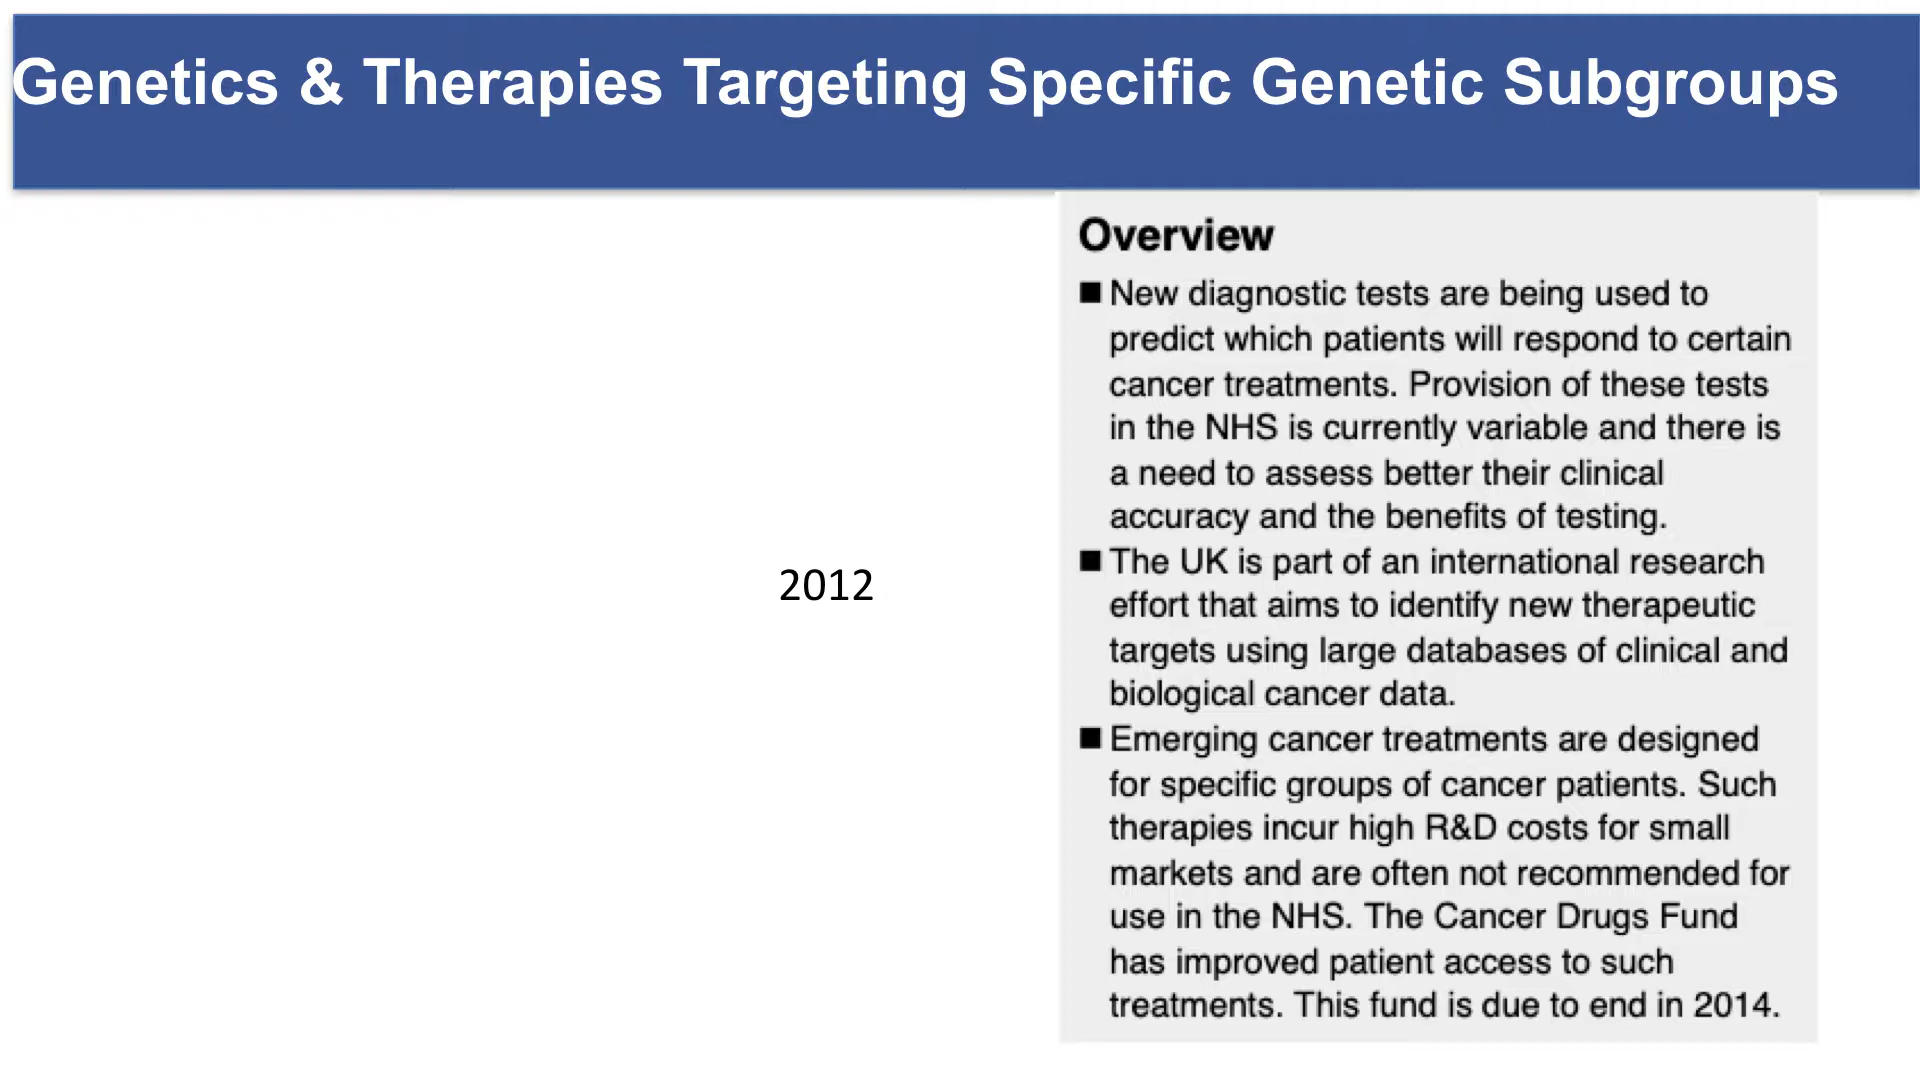 Genetics & Therapies Targeting Specific Genetic Subgroups
2012
Overview
■ New diagnostic tests are being used to
predict which patients will respond to certain
cancer treatments. Provision of these tests
in the NHS is currently variable and there is
a need to assess better their clinical
accuracy and the benefits of testing.
■ The UK is part of an international research
effort that aims to identify new therapeutic
targets using large databases of clinical and
biological cancer data.
■ Emerging cancer treatments are designed
for specific groups of cancer patients. Such
therapies incur high R&D costs for small
markets and are often not recommended for
use in the NHS. The Cancer Drugs Fund
has improved patient access to such
treatments. This fund is due to end in 2014.